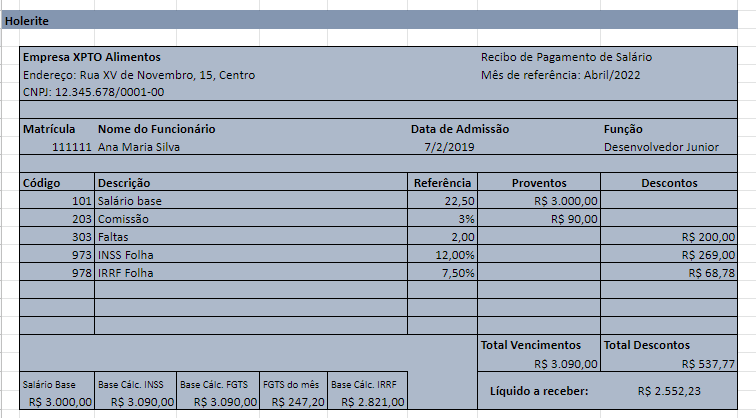 Holerite
Empresa XPTO Alimentos Recibo de Pagamento de Salário
Endereço: Rua XV de Novembro, 15, Centro Mês de referência: Abril/2022
CNPJ: 12.345.678/0001-00
Matrícula Nome do Funcionário Data de Admissão Função
111111 Ana Maria Silva 7/2/2019 Desenvolvedor Junior
Código Descrição Referência Proventos Descontos
101 Salário base 22,50 R$ 3.000,00
203 Comissão 3% R$ 90,00
303 Faltas 2,00 R$ 200,00
973 INSS Folha 12,00% R$ 269,00
978 IRRF Folha 7,50% R$ 68,78
Total Vencimentos Total Descontos
R$ 3.090,00 R$ 537,77
Salário Base Base Cálc. INSS Base Cálc. FGTS FGTS do mês Base Cálc. IRRF
Líquido a receber: R$ 2.552,23
R$ 3.000,00 R$ 3.090,00 R$ 3.090,00 R$ 247,20 R$ 2.821,00